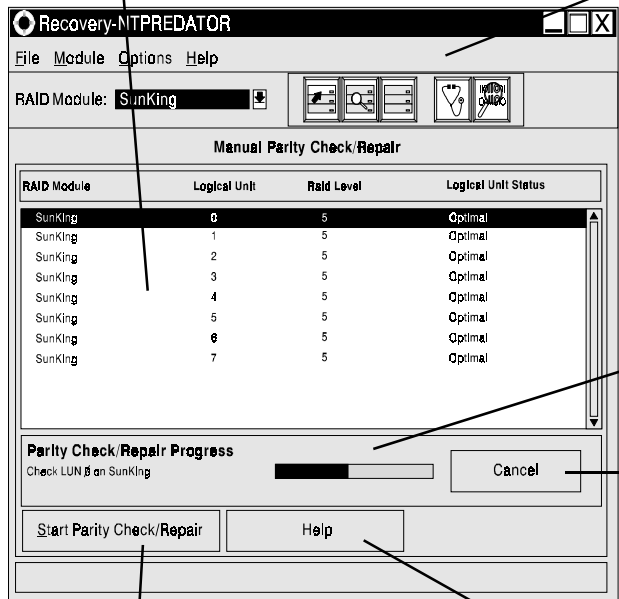 Recovery-NTPREDATOR
File Module Options Help
RAID Module: SunKing
Manual Parity Check/Repair
RAID Module Logical Unit Raid Level Logical Unit Status
SunKing 0 5 Optimal
SunKing 1 5 Optimal
SunKing 2 5 Optimal
SunKing 3 5 Optimal
SunKing 4 5 Optimal
SunKing 5 5 Optimal
SunKing 6 5 Optimal
SunKing 7 5 Optimal
Parity Check/Repair Progress
Check LUN 0 on SunKing
Cancel
Start Parity Check/Repair Help